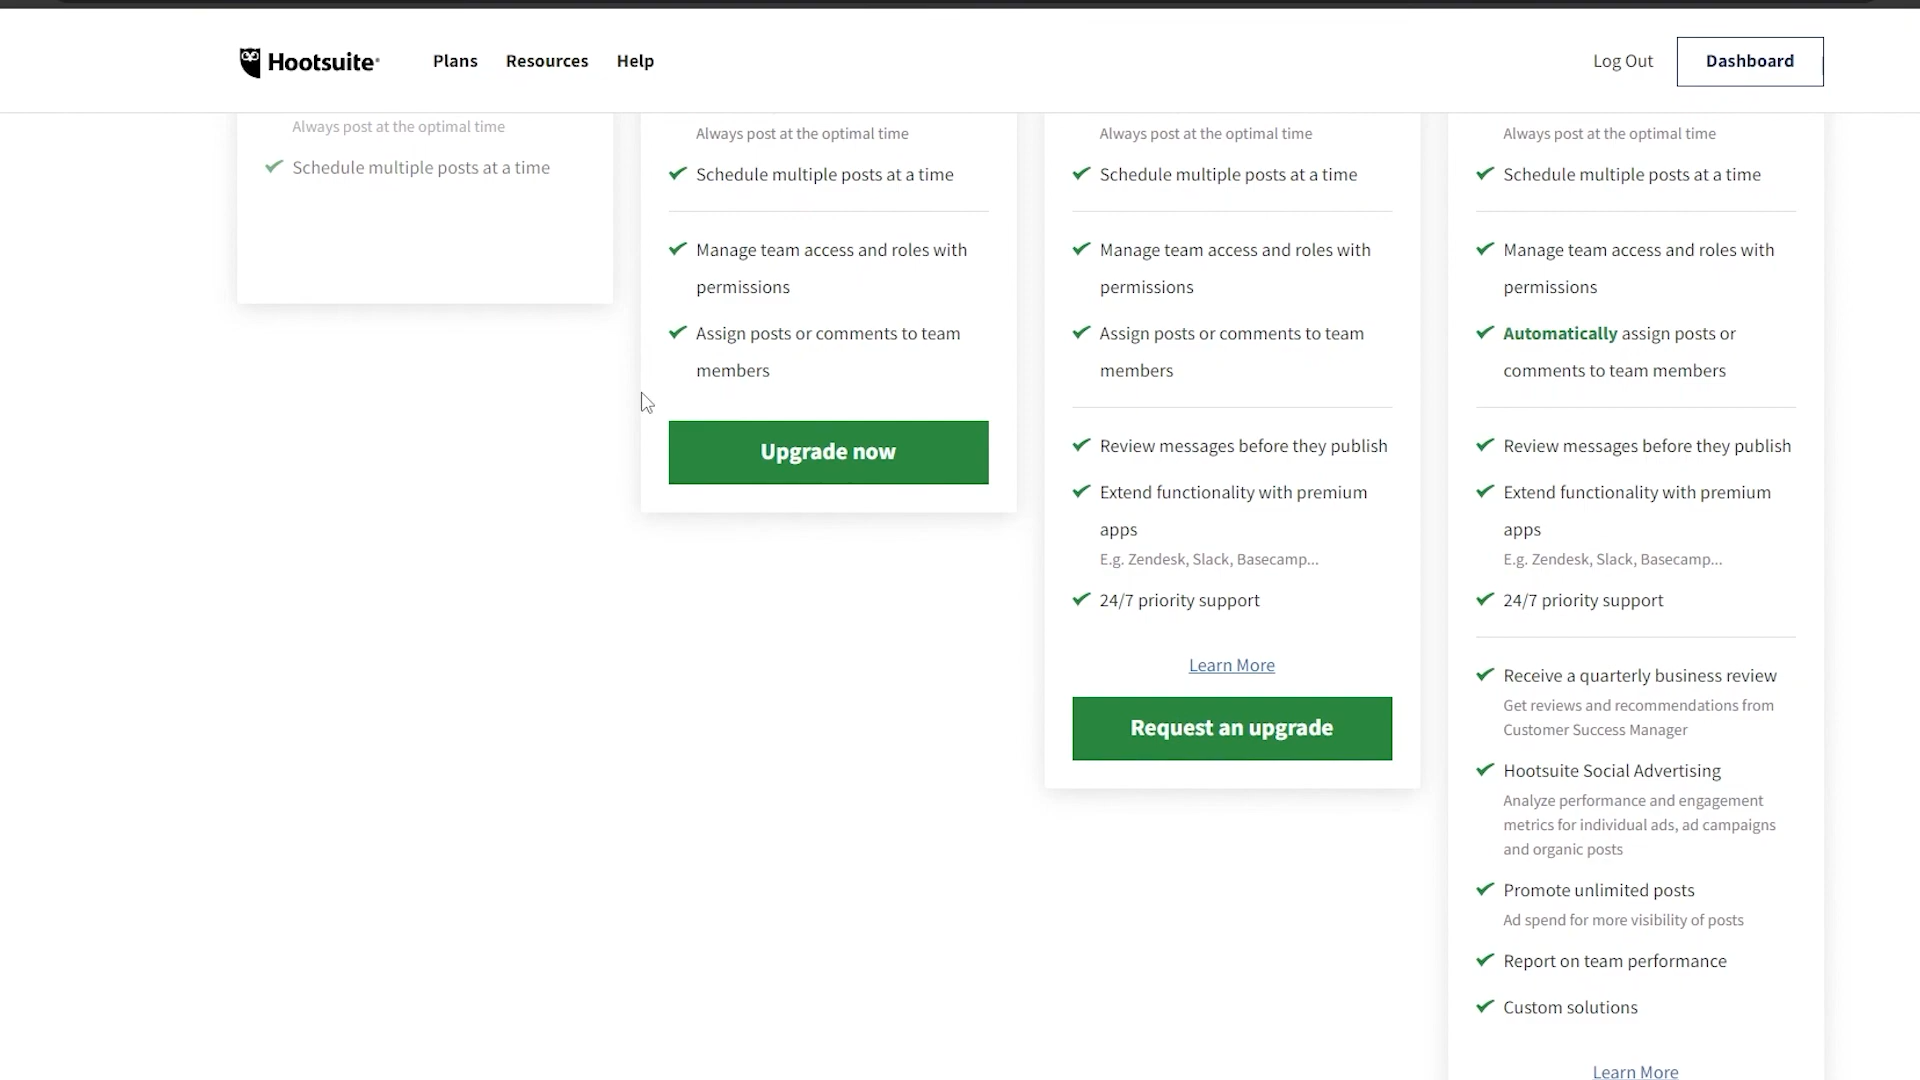 Hootsuite
Plans
Resources
Help
Log Out
Dashboard
Always post at the optimal time
Schedule multiple posts at a time
Always post at the optimal time
Schedule multiple posts at a time
Manage team access and roles with
permissions
Assign posts or comments to team
members
Upgrade now
Always post at the optimal time
Schedule multiple posts at a time
Manage team access and roles with
permissions
Assign posts or comments to team
members
Review messages before they publish
Extend functionality with premium
apps
E.g. Zendesk, Slack, Basecamp...
24/7 priority support
Learn More
Request an upgrade
Always post at the optimal time
Schedule multiple posts at a time
Manage team access and roles with
permissions
Automatically assign posts or
comments to team members
Review messages before they publish
Extend functionality with premium
apps
E.g. Zendesk, Slack, Basecamp...
24/7 priority support
Receive a quarterly business review
Get reviews and recommendations from
Customer Success Manager
Hootsuite Social Advertising
Analyze performance and engagement
metrics for individual ads, ad campaigns
and organic posts
Promote unlimited posts
Ad spend for more visibility of posts
Report on team performance
Custom solutions
Learn More